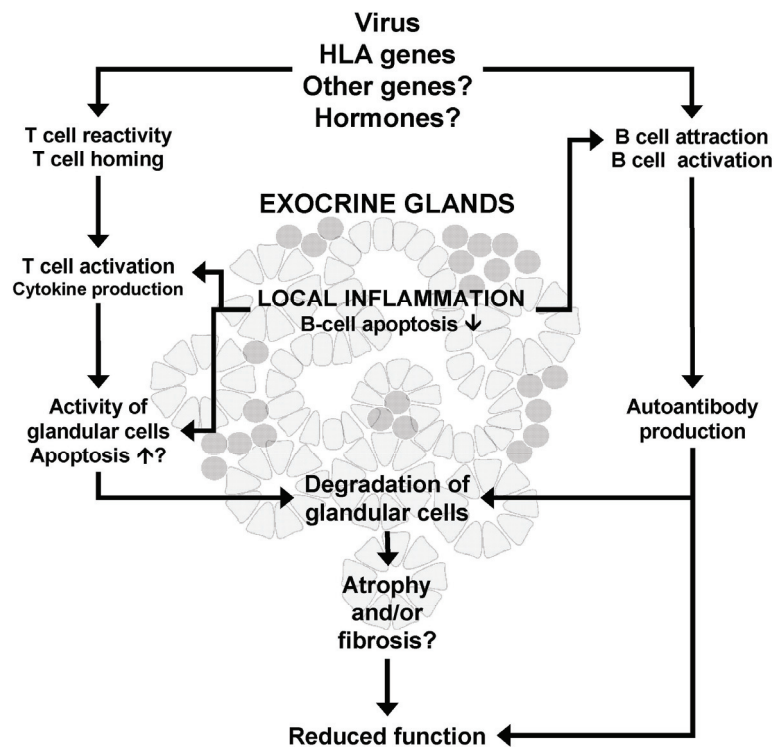 Virus
HLA genes
Other genes?
Hormones?
T cell reactivity
T cell homing
B cell attraction
B cell activation
EXOCRINE GLANDS
T cell activation
Cytokine production
LOCAL INFLAMMATION
B-cell apoptosis ↓
Activity of
glandular cells
Apoptosis ↑?
Autoantibody
production
Degradation of
glandular cells
Atrophy
and/or
fibrosis?
Reduced function